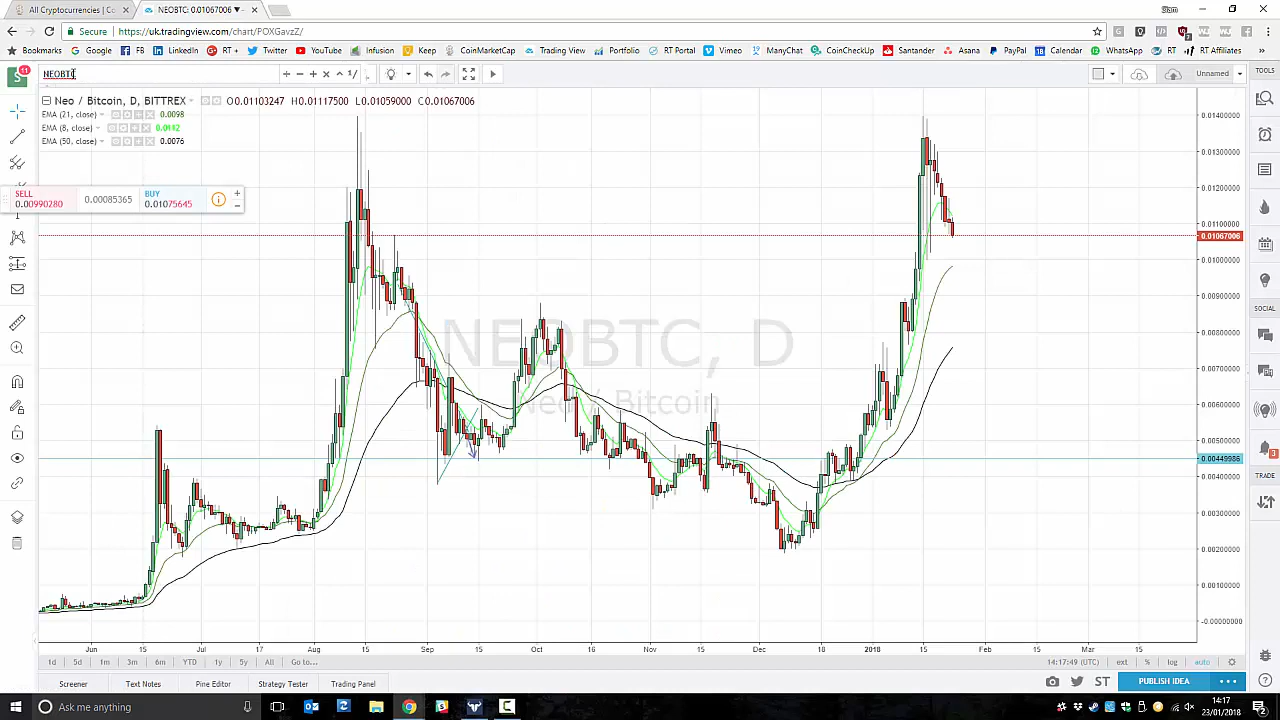 All Cryptocurrencies | Co
NEOBTC: 0.01067006 ▼ -
Secure
https://uk.tradingview.com/chart/POXGavzZ/
Bookmarks
Google
FB
LinkedIn
RT +
Twitter
YouTube
Infusion
Keep
CoinMarketCap
Trading View
Portfolio
RT Portal
Vimeo
ManyChat
CoinCheckUp
Santander
Asana
PayPal
Calendar
WhatsApp
RT
RT Affiliates
S
11
NEOBTC
Unnamed
TOOLS
Neo / Bitcoin, D, BITTREX
O0.01103247 H0.01117500 L0.01059000 C0.01067006
EMA (21, close) 0.0098
EMA (8, close) 0.0112
EMA (50, close) 0.0076
SELL
0.00990280
0.00085365
BUY
0.01075645
NEOBTC, D
Neo / Bitcoin
0.01400000
0.01300000
0.01200000
0.01100000
0.01067006
0.01000000
0.00900000
0.00800000
0.00700000
0.00600000
0.00500000
0.00449986
0.00400000
0.00300000
0.00200000
0.00100000
-0.00000000
SOCIAL
3
TRADE
Jun
15
Jul
17
Aug
15
Sep
15
Oct
16
Nov
15
Dec
18
2018
15
Feb
15
Mar
15
1d
5d
1m
3m
6m
YTD
1y
5y
All
Go to...
14:17:49 (UTC)
ext
%
log
auto
Screener
Text Notes
Pine Editor
Strategy Tester
Trading Panel
ST
PUBLISH IDEA
Ask me anything
14:17
23/01/2018